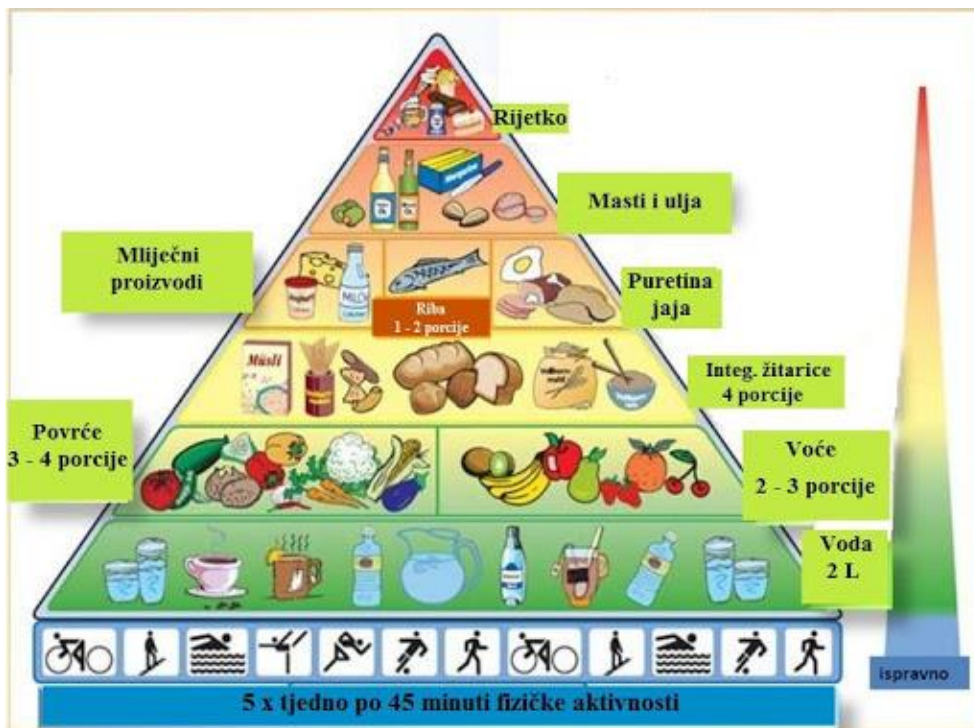 Rijetko
Masti i ulja
Mliječni
proizvodi
Riba
1 - 2 porcije
Puretina
jaja
Müsli
Integ. žitarice
4 porcije
Povrće
3 - 4 porcije
Voće
2 - 3 porcije
Voda
2 L
ispravno
5 x tjedno po 45 minuti fizičke aktivnosti